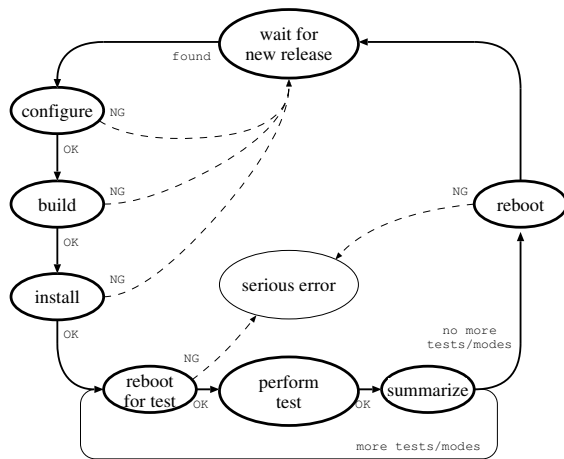 wait for
new release
found
configure
NG
OK
build
NG
NG
reboot
OK
serious error
install
NG
OK
no more
tests/modes
NG
reboot
for test
OK
perform
test
OK
summarize
more tests/modes